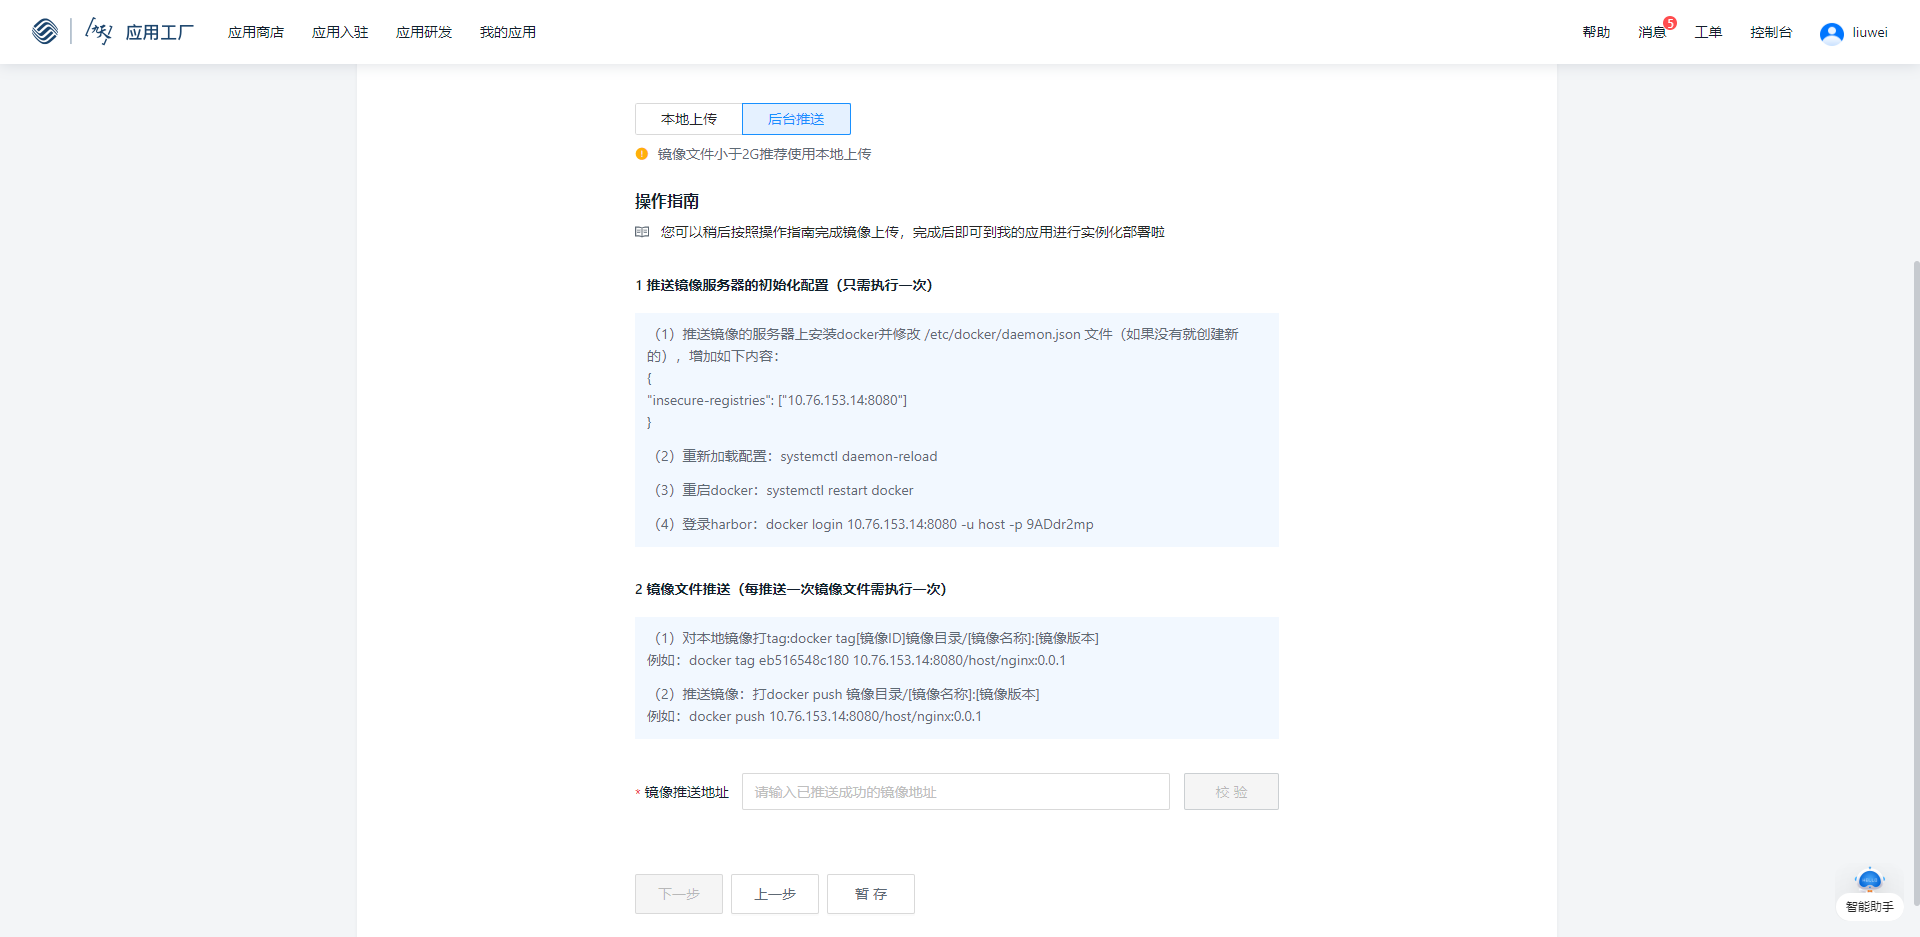 应用工厂
应用商店
应用入驻
应用研发
我的应用
帮助
消息
5
工单
控制台
liuwei
本地上传
后台推送
镜像文件小于2G推荐使用本地上传
操作指南
您可以稍后按照操作指南完成镜像上传，完成后即可到我的应用进行实例化部署啦
1 推送镜像服务器的初始化配置（只需执行一次）
（1）推送镜像的服务器上安装docker并修改 /etc/docker/daemon.json 文件（如果没有就创建新
的），增加如下内容：
{
"insecure-registries": ["10.76.153.14:8080"]
}
（2）重新加载配置：systemctl daemon-reload
（3）重启docker：systemctl restart docker
（4）登录harbor：docker login 10.76.153.14:8080 -u host -p 9ADdr2mp
2 镜像文件推送（每推送一次镜像文件需执行一次）
（1）对本地镜像打tag:docker tag[镜像ID]镜像目录/[镜像名称]:[镜像版本]
例如：docker tag eb516548c180 10.76.153.14:8080/host/nginx:0.0.1
（2）推送镜像：打docker push 镜像目录/[镜像名称]:[镜像版本]
例如：docker push 10.76.153.14:8080/host/nginx:0.0.1
* 镜像推送地址
请输入已推送成功的镜像地址
校 验
下一步
上一步
暂 存
智能助手